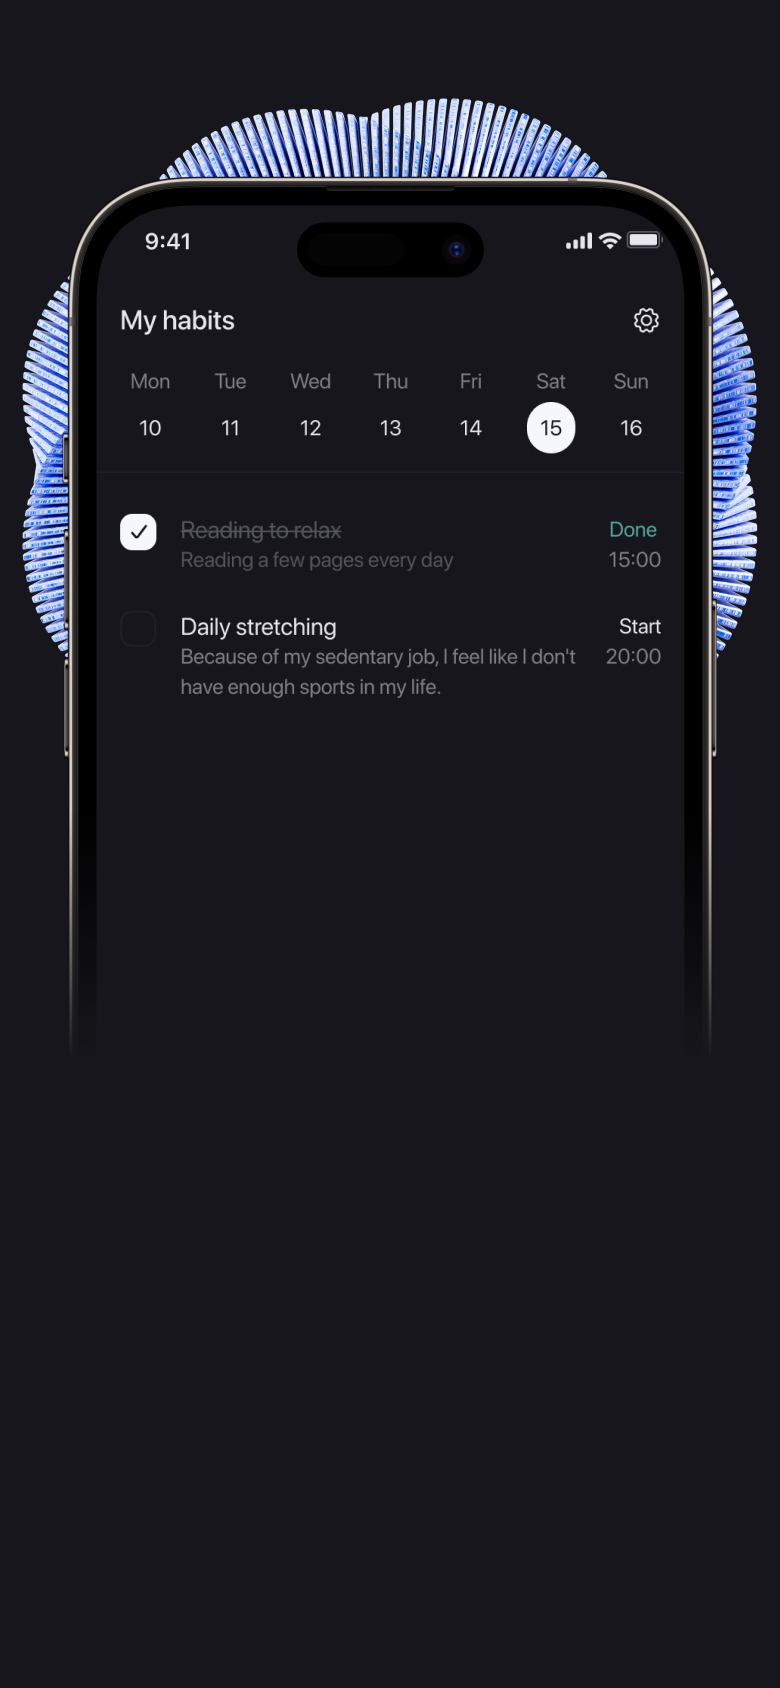 9:41
My habits
Mon Tue Wed Thu Fri Sat Sun
10 11 12 13 14 15 16
Reading to relax Done
Reading a few pages every day 15:00
Daily stretching Start
Because of my sedentary job, I feel like I don't 20:00
have enough sports in my life.